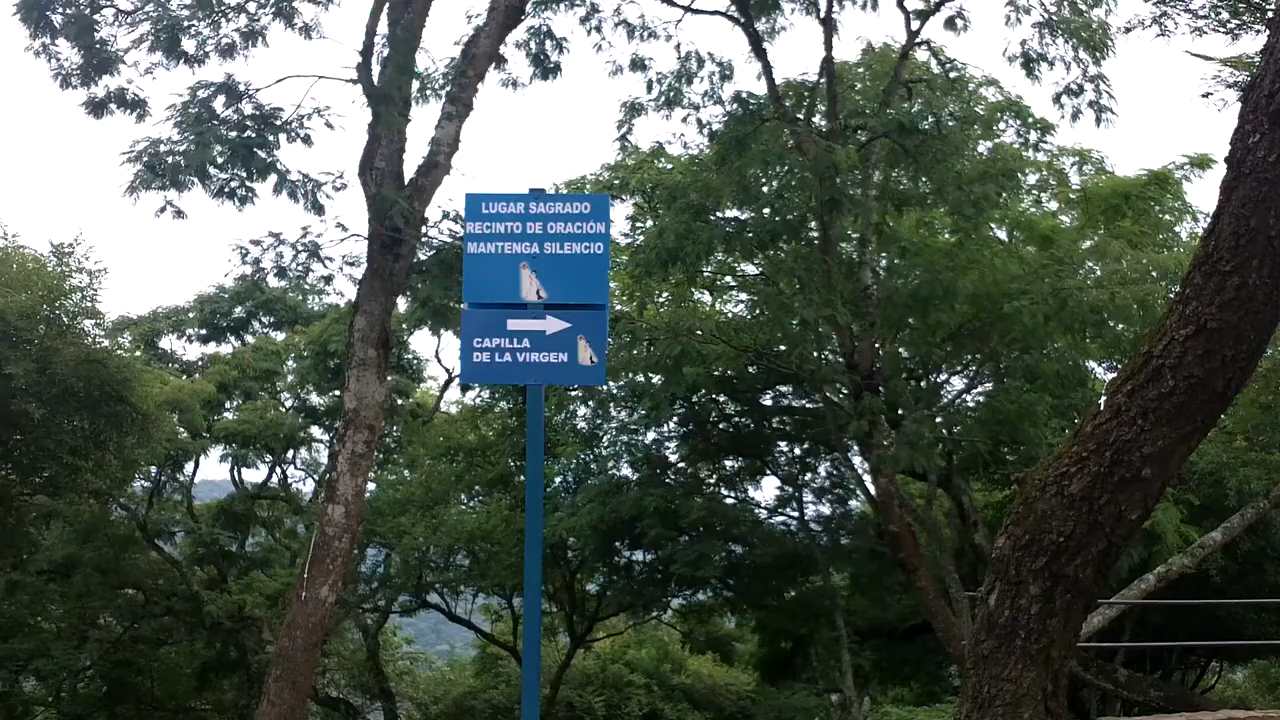 LUGAR SAGRADO
RECINTO DE ORACIÓN
MANTENGA SILENCIO
CAPILLA
DE LA VIRGEN